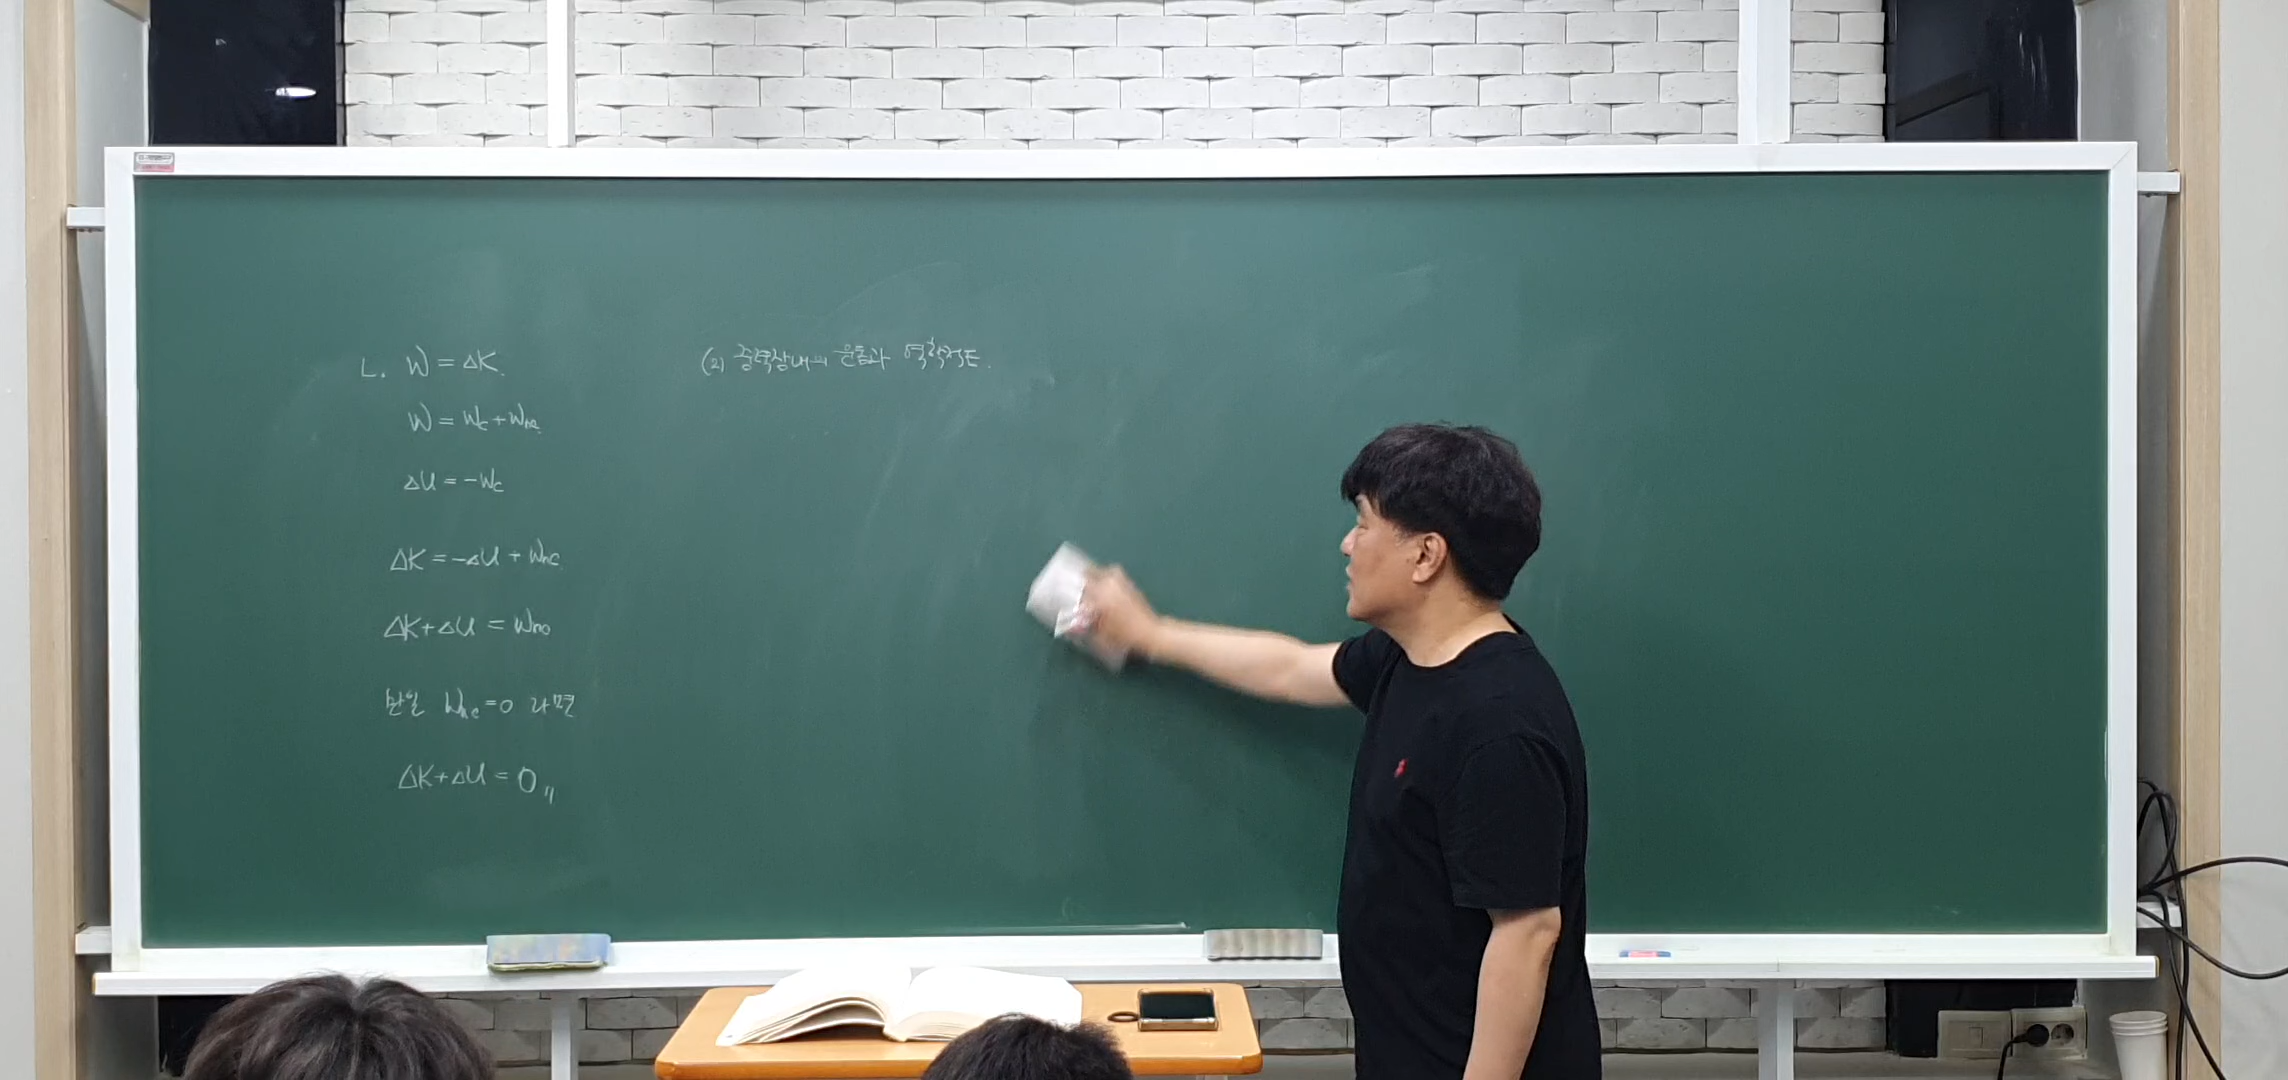 ㄴ. W = ΔK.
W = Wc + Wnc.
ΔU = -Wc
ΔK = -ΔU + Wnc.
ΔK+ΔU = Wnc
만일 Wnc = 0 라면
ΔK+ΔU = 0 〃
(2) 중력장내의 운동과 역학적E.